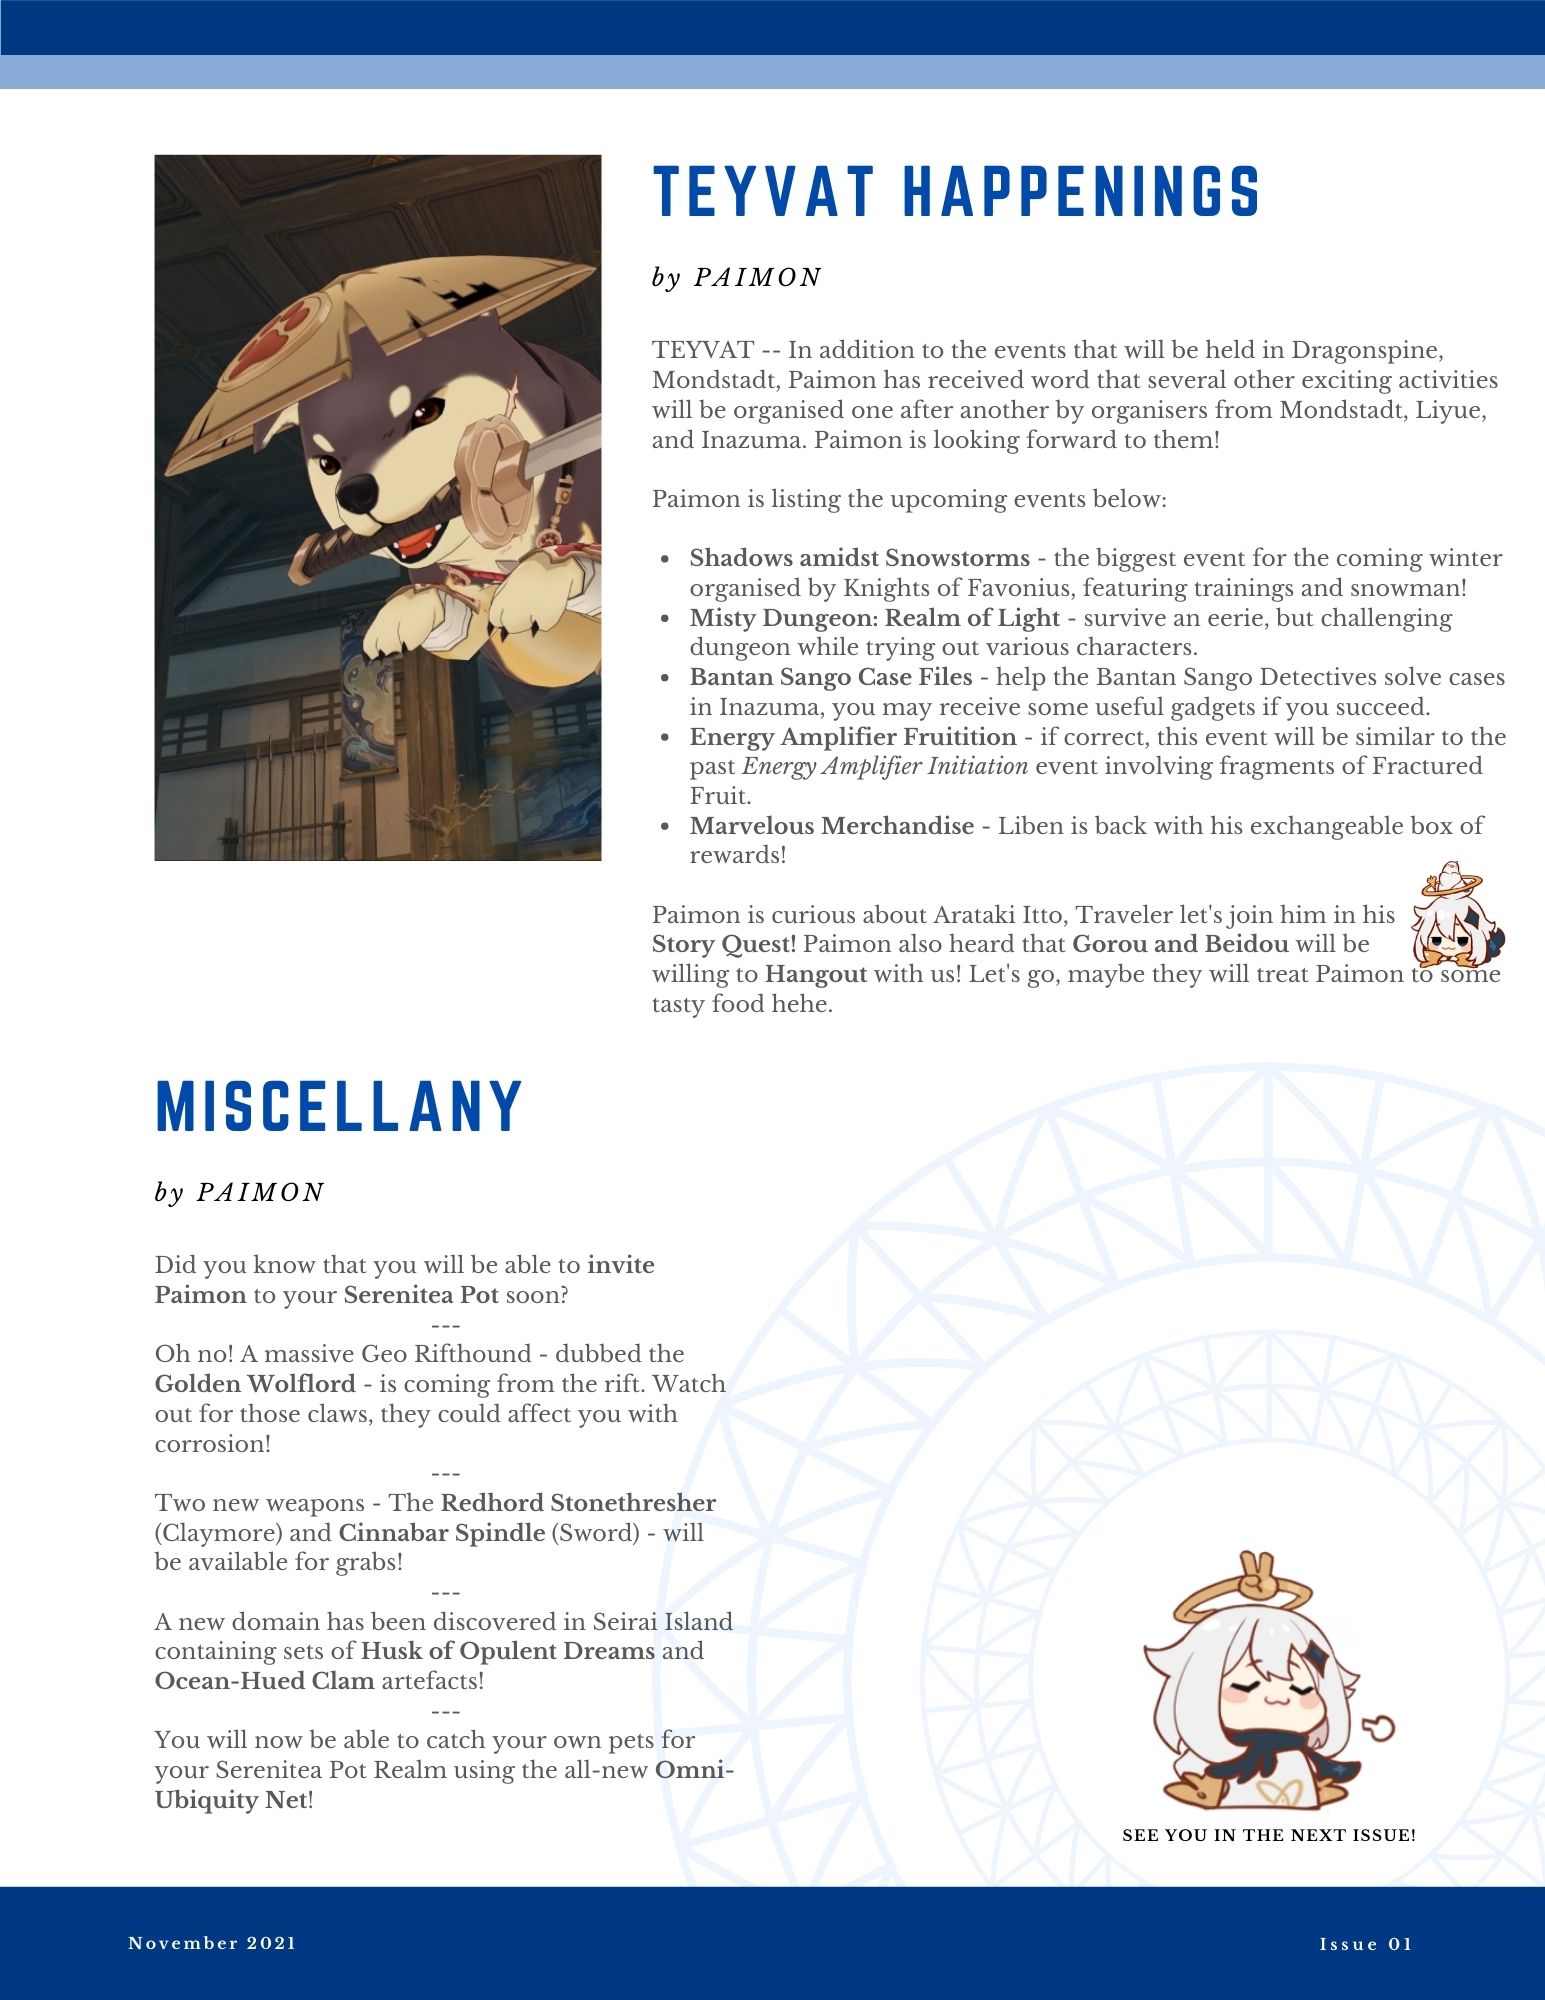 TEYVAT HAPPENINGS
by PAIMON
TEYVAT -- In addition to the events that will be held in Dragonspine,
Mondstadt, Paimon has received word that several other exciting activities
will be organised one after another by organisers from Mondstadt, Liyue,
and Inazuma. Paimon is looking forward to them!
Paimon is listing the upcoming events below:
• Shadows amidst Snowstorms - the biggest event for the coming winter
organised by Knights of Favonius, featuring trainings and snowman!
• Misty Dungeon: Realm of Light - survive an eerie, but challenging
dungeon while trying out various characters.
• Bantan Sango Case Files - help the Bantan Sango Detectives solve cases
in Inazuma, you may receive some useful gadgets if you succeed.
• Energy Amplifier Fruitition - if correct, this event will be similar to the
past Energy Amplifier Initiation event involving fragments of Fractured
Fruit.
• Marvelous Merchandise - Liben is back with his exchangeable box of
rewards!
Paimon is curious about Arataki Itto, Traveler let's join him in his
Story Quest! Paimon also heard that Gorou and Beidou will be
willing to Hangout with us! Let's go, maybe they will treat Paimon to some
tasty food hehe.
MISCELLANY
by PAIMON
Did you know that you will be able to invite
Paimon to your Serenitea Pot soon?
---
Oh no! A massive Geo Rifthound - dubbed the
Golden Wolflord - is coming from the rift. Watch
out for those claws, they could affect you with
corrosion!
---
Two new weapons - The Redhord Stonethresher
(Claymore) and Cinnabar Spindle (Sword) - will
be available for grabs!
---
A new domain has been discovered in Seirai Island
containing sets of Husk of Opulent Dreams and
Ocean-Hued Clam artefacts!
---
You will now be able to catch your own pets for
your Serenitea Pot Realm using the all-new Omni-
Ubiquity Net!
SEE YOU IN THE NEXT ISSUE!
November 2021
Issue 01